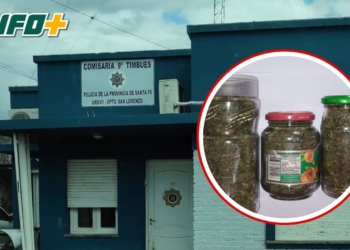 IFO+
COMISARIA 9° TIMBUES
POLICIA DE LA PROVINCIA DE SANTA FE
URXVII - DPTO. SAN LORENZO